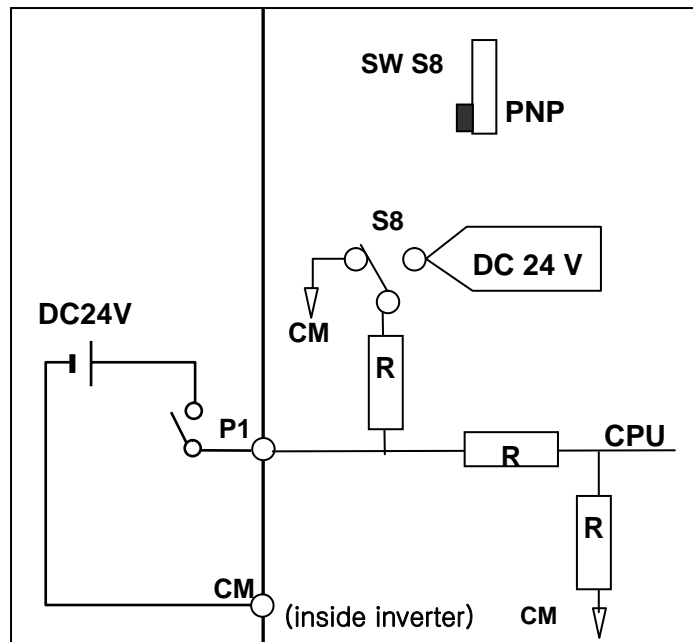 SW S8
PNP
S8
DC 24 V
CM
DC24V
R
P1
R
CPU
R
CM
(inside inverter)
CM